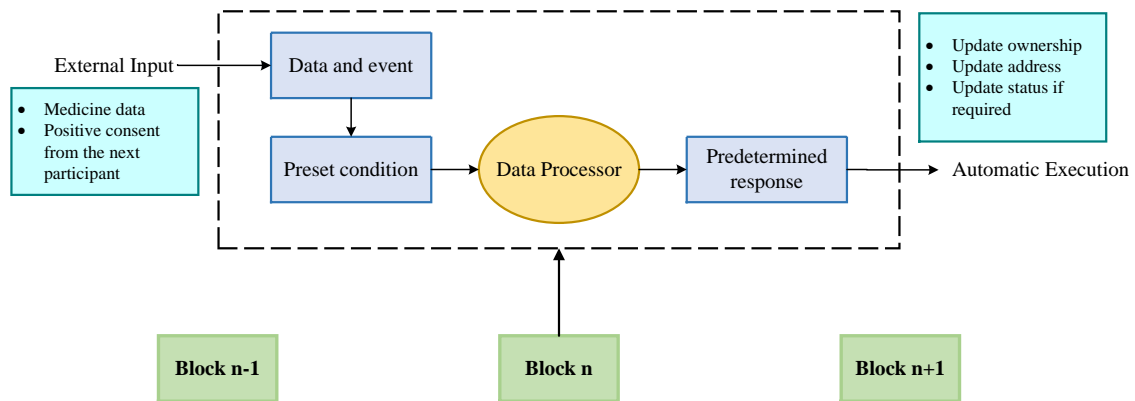 External Input
• Medicine data
• Positive consent
from the next
participant
Data and event
Preset condition
Data Processor
Predetermined
response
• Update ownership
• Update address
• Update status if
required
Automatic Execution
Block n-1
Block n
Block n+1